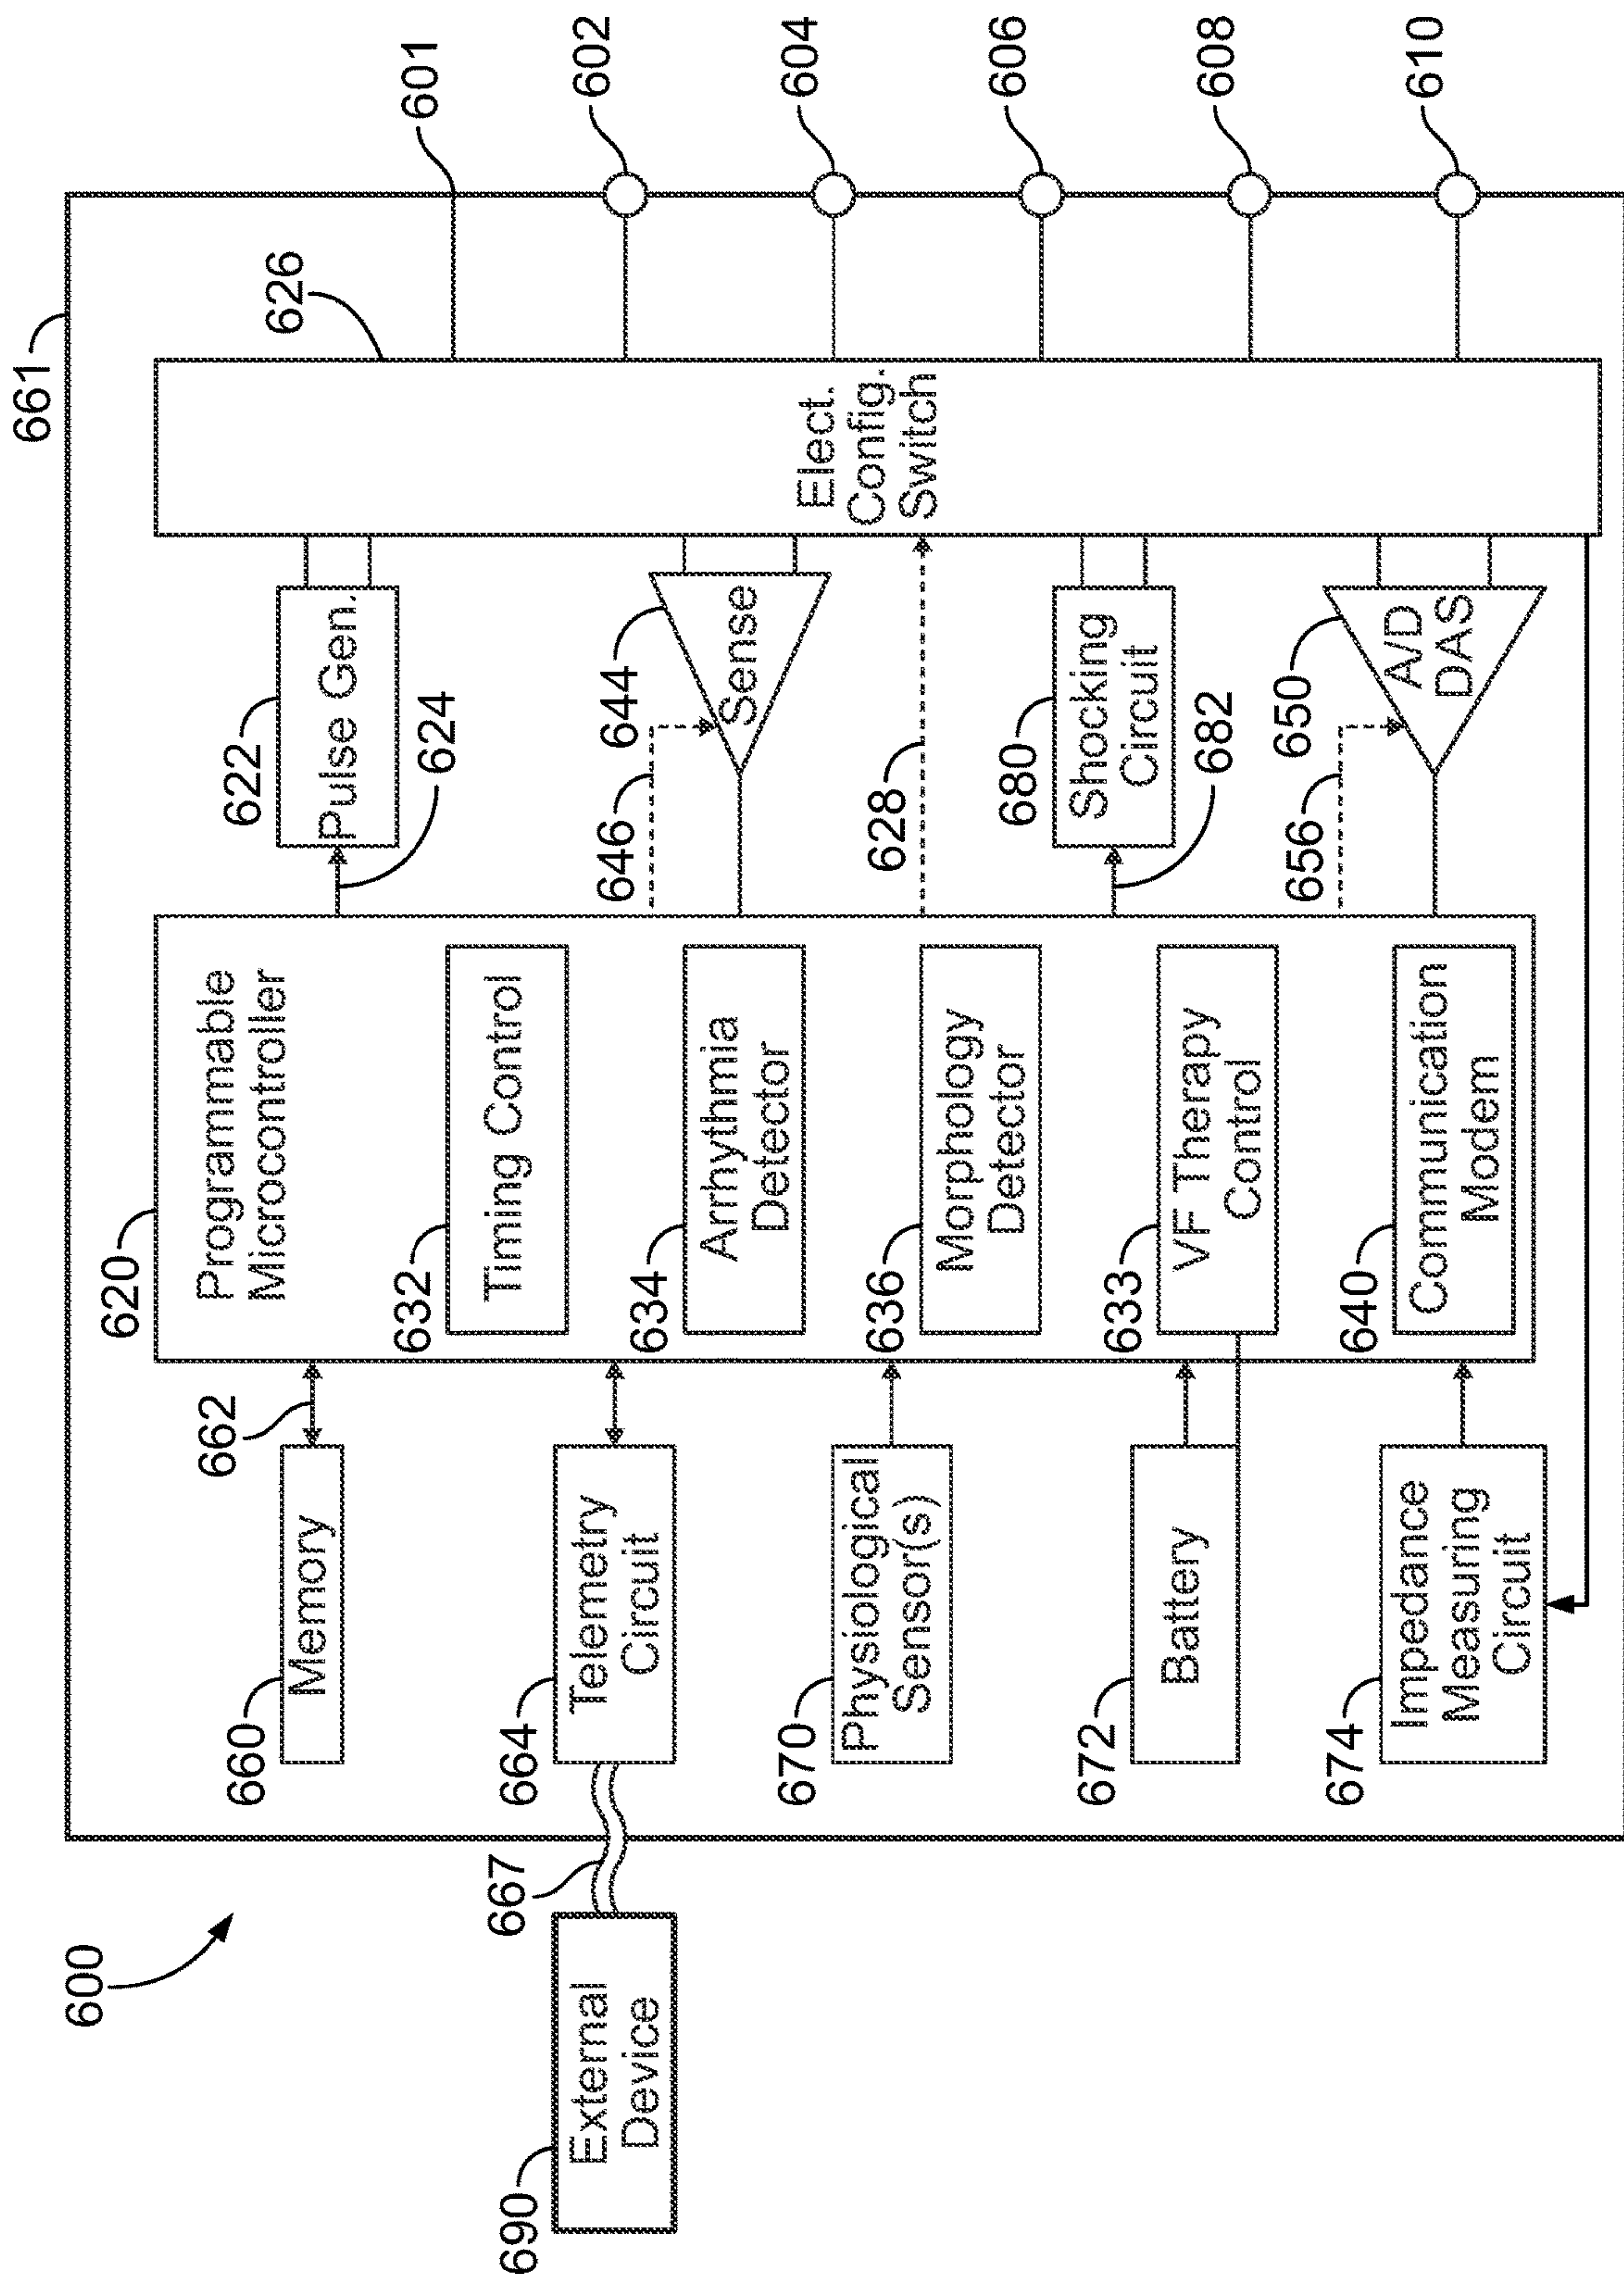 600
661
690
External
Device
667
660
Memory
662
664
Telemetry
Circuit
670
Physiological
Sensor(s)
672
Battery
674
Impedance
Measuring
Circuit
620
Programmable
Microcontroller
632
Timing Control
634
Arrhythmia
Detector
636
Morphology
Detector
633
VF Therapy
Control
640
Communication
Modem
622
Pulse Gen.
624
644
Sense
646
628
680
Shocking
Circuit
682
650
A/D
DAS
656
626
Elect.
Config.
Switch
601
602
604
606
608
610